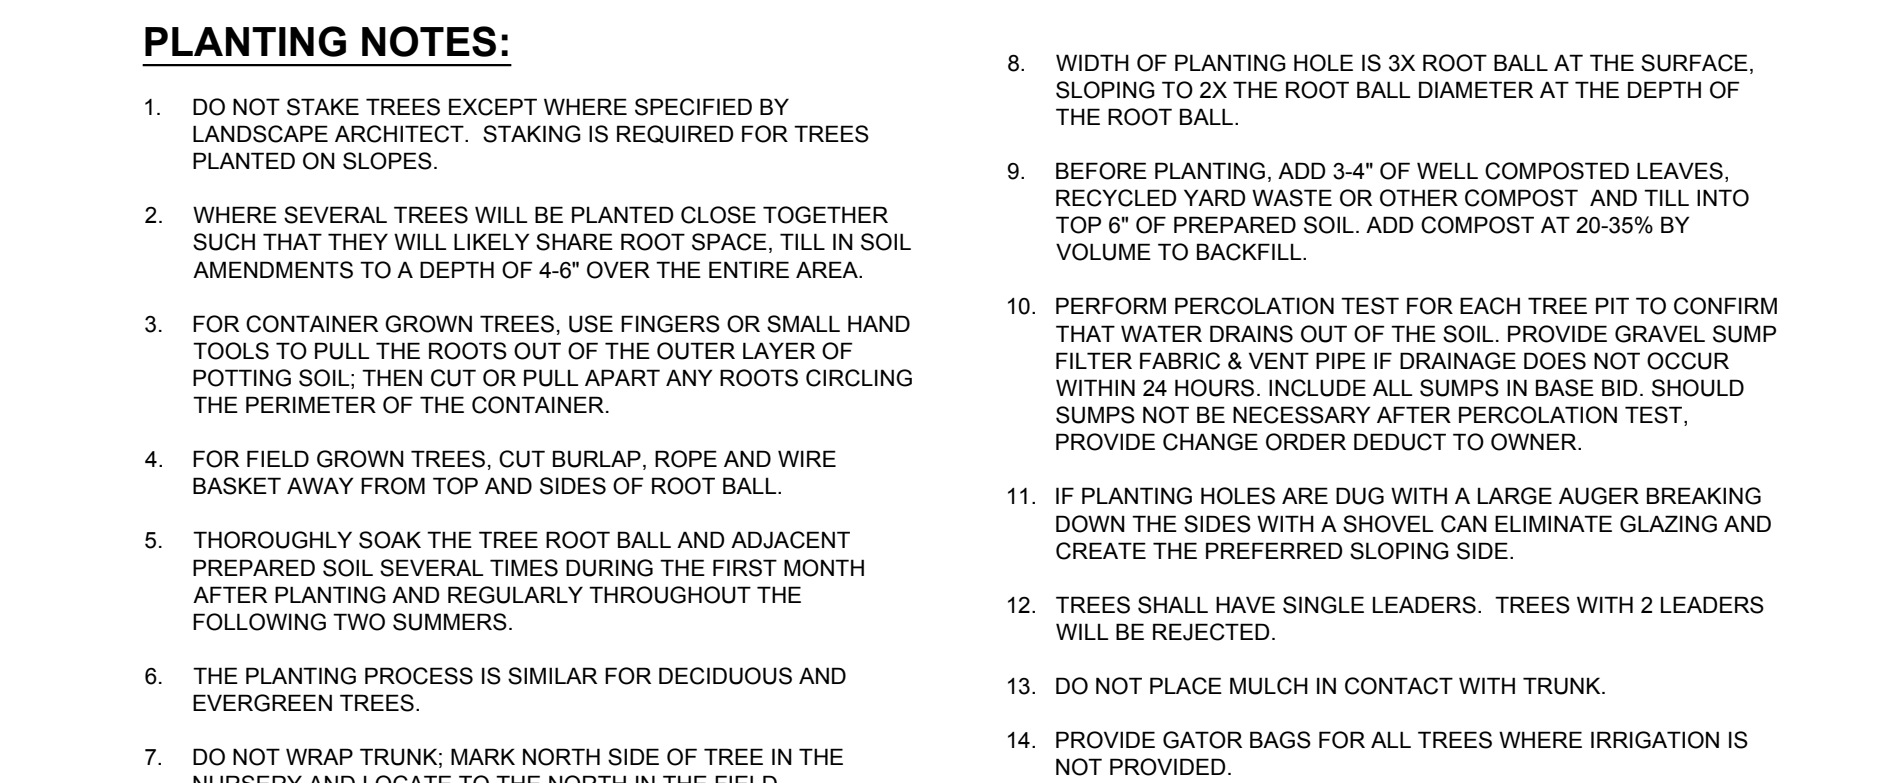 PLANTING NOTES:
1. DO NOT STAKE TREES EXCEPT WHERE SPECIFIED BY
LANDSCAPE ARCHITECT.  STAKING IS REQUIRED FOR TREES
PLANTED ON SLOPES.
2. WHERE SEVERAL TREES WILL BE PLANTED CLOSE TOGETHER
SUCH THAT THEY WILL LIKELY SHARE ROOT SPACE, TILL IN SOIL
AMENDMENTS TO A DEPTH OF 4-6" OVER THE ENTIRE AREA.
3. FOR CONTAINER GROWN TREES, USE FINGERS OR SMALL HAND
TOOLS TO PULL THE ROOTS OUT OF THE OUTER LAYER OF
POTTING SOIL; THEN CUT OR PULL APART ANY ROOTS CIRCLING
THE PERIMETER OF THE CONTAINER.
4. FOR FIELD GROWN TREES, CUT BURLAP, ROPE AND WIRE
BASKET AWAY FROM TOP AND SIDES OF ROOT BALL.
5. THOROUGHLY SOAK THE TREE ROOT BALL AND ADJACENT
PREPARED SOIL SEVERAL TIMES DURING THE FIRST MONTH
AFTER PLANTING AND REGULARLY THROUGHOUT THE
FOLLOWING TWO SUMMERS.
6. THE PLANTING PROCESS IS SIMILAR FOR DECIDUOUS AND
EVERGREEN TREES.
7. DO NOT WRAP TRUNK; MARK NORTH SIDE OF TREE IN THE
NURSERY AND LOCATE TO THE NORTH IN THE FIELD.
8. WIDTH OF PLANTING HOLE IS 3X ROOT BALL AT THE SURFACE,
SLOPING TO 2X THE ROOT BALL DIAMETER AT THE DEPTH OF
THE ROOT BALL.
9. BEFORE PLANTING, ADD 3-4" OF WELL COMPOSTED LEAVES,
RECYCLED YARD WASTE OR OTHER COMPOST  AND TILL INTO
TOP 6" OF PREPARED SOIL. ADD COMPOST AT 20-35% BY
VOLUME TO BACKFILL.
10. PERFORM PERCOLATION TEST FOR EACH TREE PIT TO CONFIRM
THAT WATER DRAINS OUT OF THE SOIL. PROVIDE GRAVEL SUMP
FILTER FABRIC & VENT PIPE IF DRAINAGE DOES NOT OCCUR
WITHIN 24 HOURS. INCLUDE ALL SUMPS IN BASE BID. SHOULD
SUMPS NOT BE NECESSARY AFTER PERCOLATION TEST,
PROVIDE CHANGE ORDER DEDUCT TO OWNER.
11. IF PLANTING HOLES ARE DUG WITH A LARGE AUGER BREAKING
DOWN THE SIDES WITH A SHOVEL CAN ELIMINATE GLAZING AND
CREATE THE PREFERRED SLOPING SIDE.
12. TREES SHALL HAVE SINGLE LEADERS.  TREES WITH 2 LEADERS
WILL BE REJECTED.
13. DO NOT PLACE MULCH IN CONTACT WITH TRUNK.
14. PROVIDE GATOR BAGS FOR ALL TREES WHERE IRRIGATION IS
NOT PROVIDED.